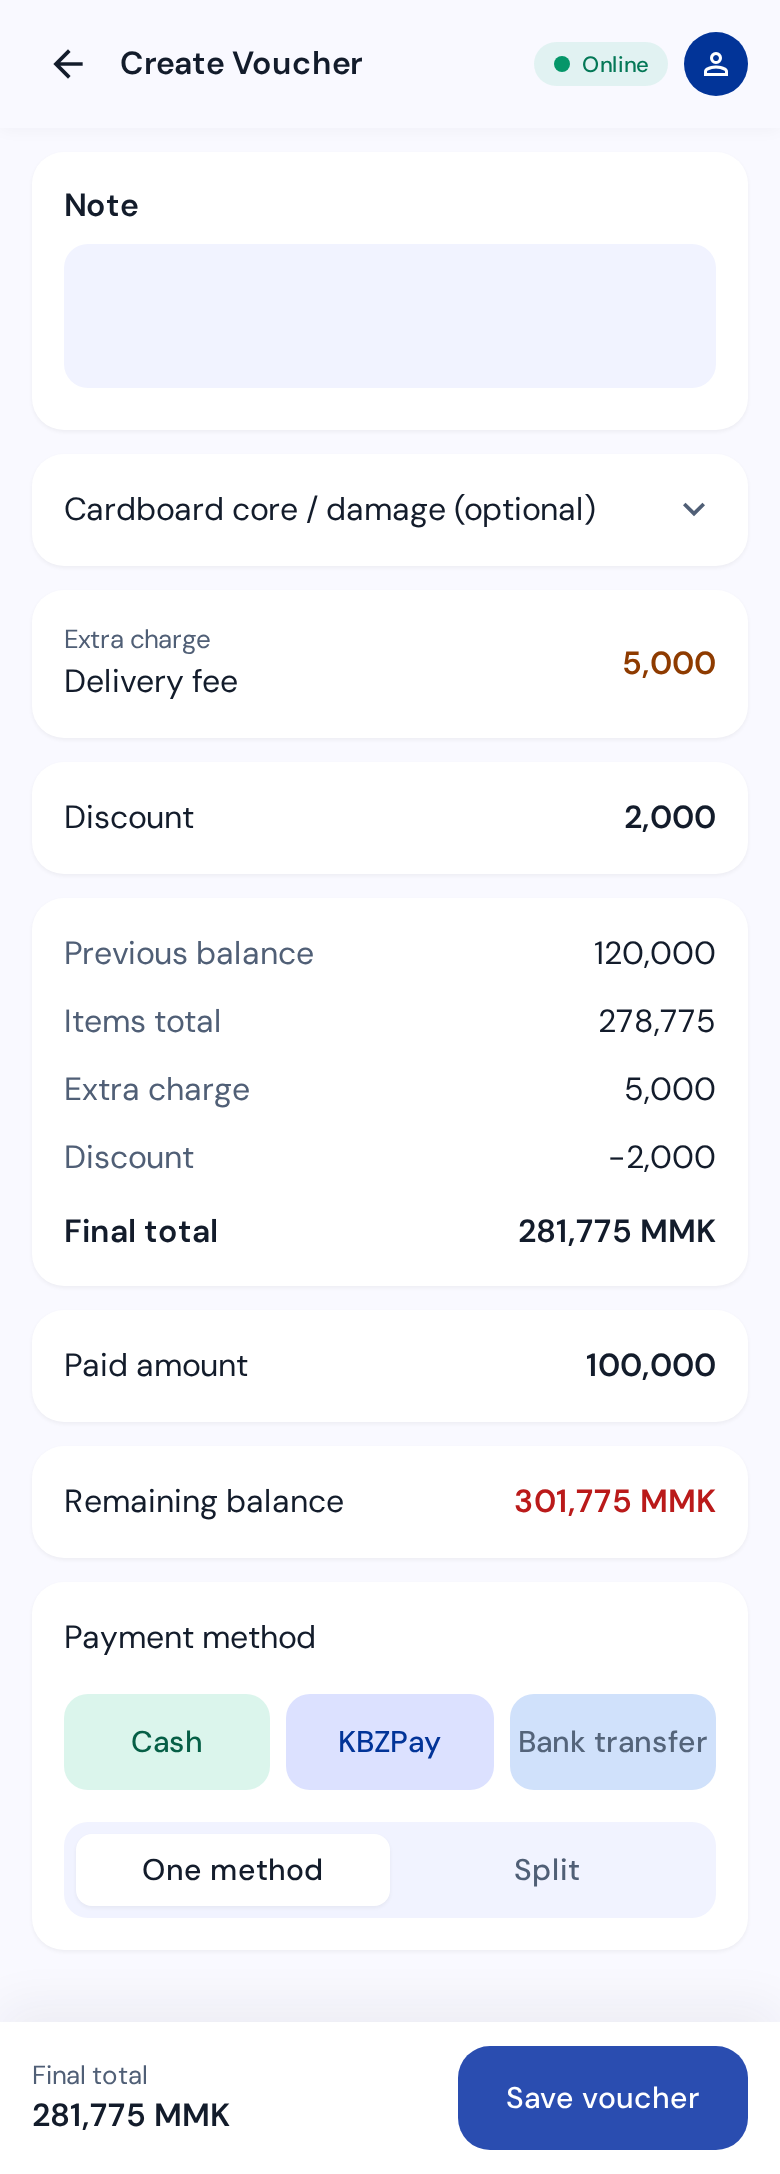 Create Voucher
Online
Note
Cardboard core / damage (optional)
Extra charge
Delivery fee
5,000
Discount 2,000
Previous balance 120,000
Items total 278,775
Extra charge 5,000
Discount -2,000
Final total 281,775 MMK
Paid amount 100,000
Remaining balance 301,775 MMK
Payment method
Cash KBZPay Bank transfer
One method Split
Final total
281,775 MMK
Save voucher